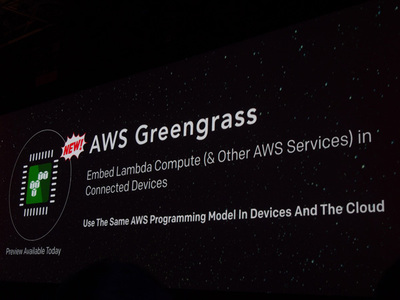 NEW!
AWS Greengrass
Embed Lambda Compute (& Other AWS Services) in
Connected Devices
Use The Same AWS Programming Model In Devices And The Cloud
Preview Available Today